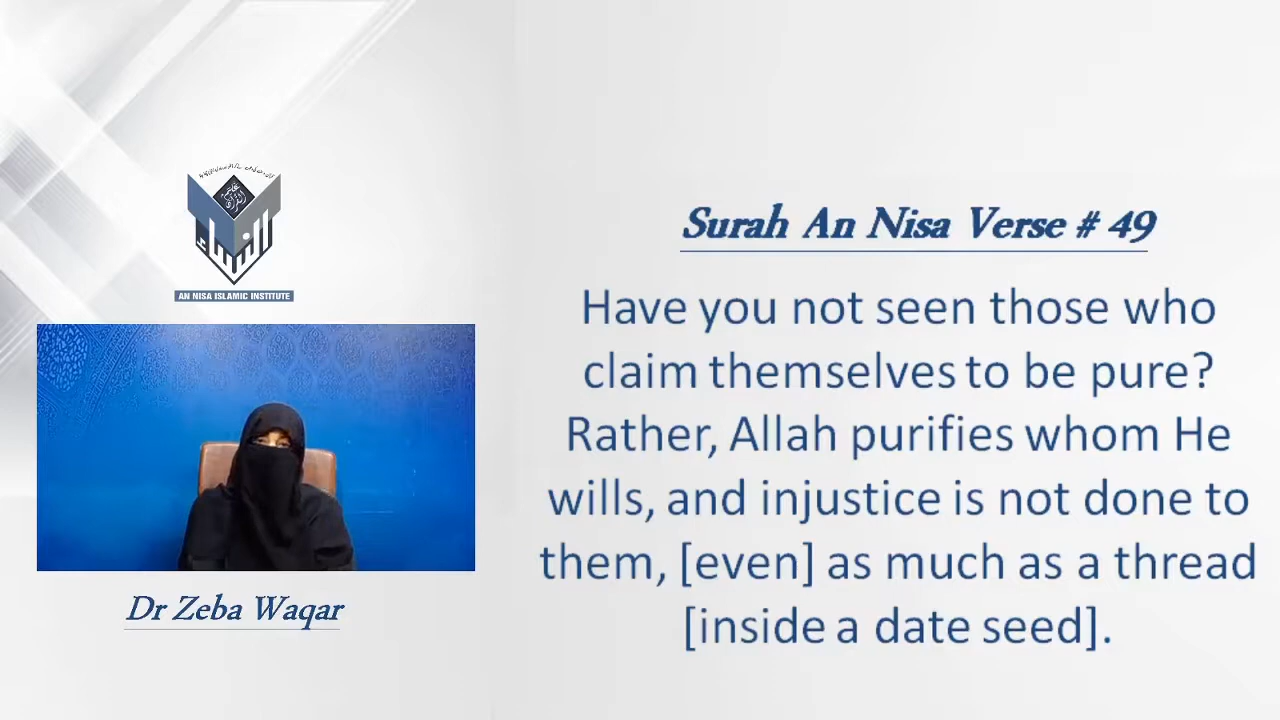 النساء
AN NISA ISLAMIC INSTITUTE
Dr Zeba Waqar
Surah An Nisa Verse # 49
Have you not seen those who
claim themselves to be pure?
Rather, Allah purifies whom He
wills, and injustice is not done to
them, [even] as much as a thread
[inside a date seed].